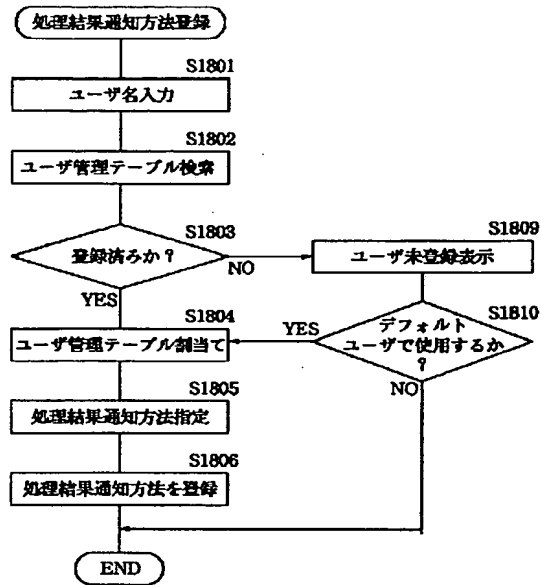 処理結果通知方法登録
S1801
ユーザ名入力
S1802
ユーザ管理テーブル検索
S1803
登録済みか？
NO
YES
S1809
ユーザ未登録表示
S1810
デフォルト
ユーザで使用するか
？
YES
NO
S1804
ユーザ管理テーブル割当て
S1805
処理結果通知方法指定
S1806
処理結果通知方法を登録
END